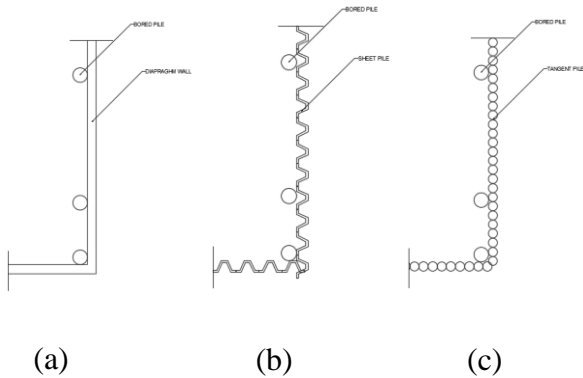 BORED PILE
DIAPRAGHM WALL
(a)
BORED PILE
SHEET PILE
(b)
BORED PILE
TANGENT PILE
(c)